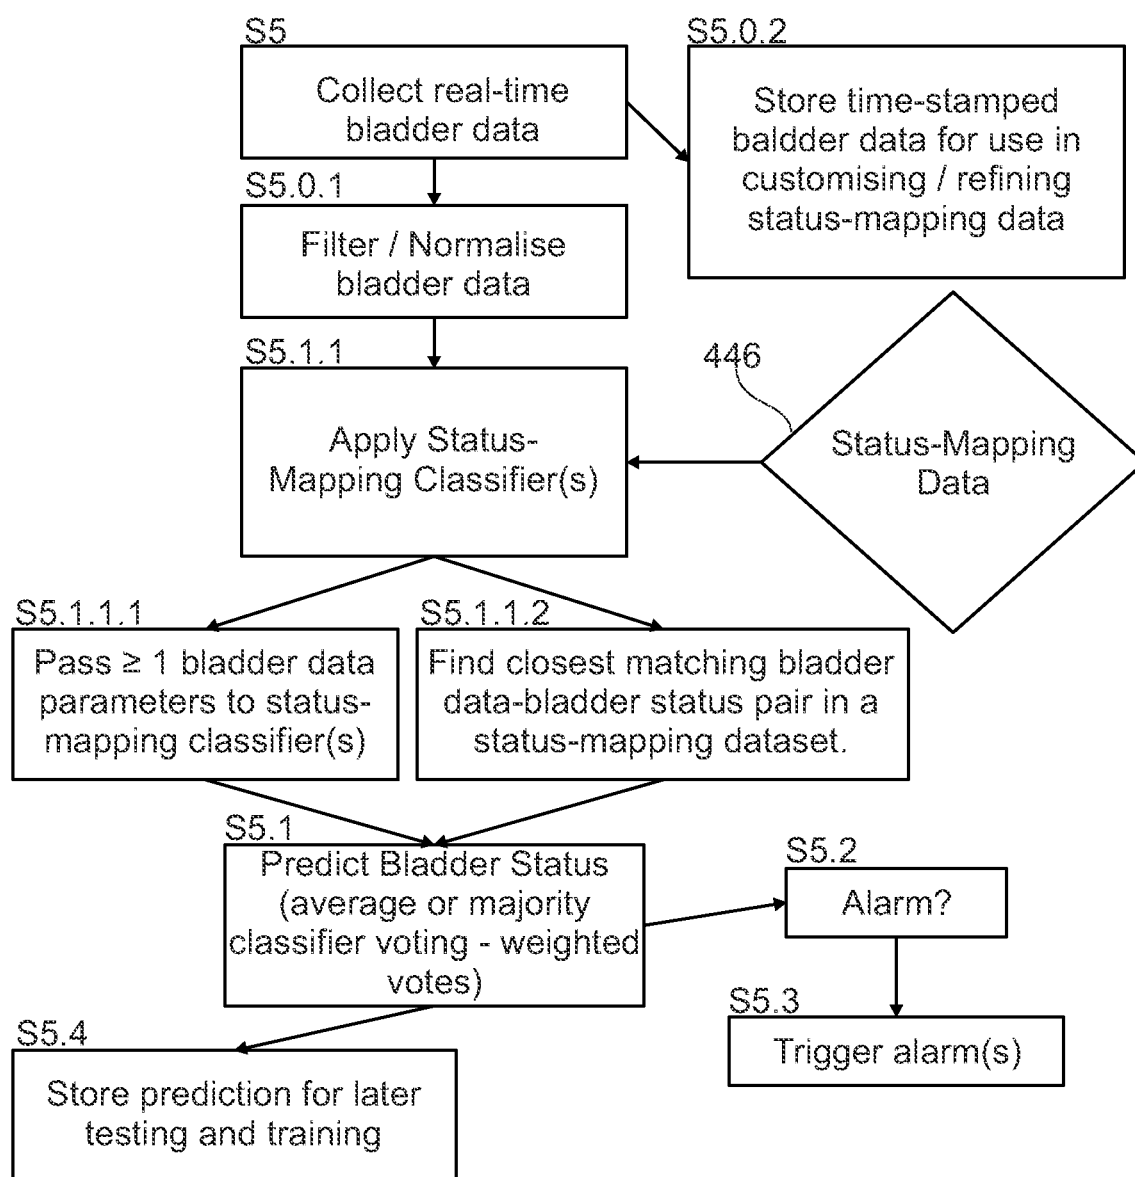 S5
Collect real-time
bladder data
S5.0.2
Store time-stamped
baldder data for use in
customising / refining
status-mapping data
S5.0.1
Filter / Normalise
bladder data
S5.1.1
Apply Status-
Mapping Classifier(s)
446
Status-Mapping
Data
S5.1.1.1
Pass ≥ 1 bladder data
parameters to status-
mapping classifier(s)
S5.1.1.2
Find closest matching bladder
data-bladder status pair in a
status-mapping dataset.
S5.1
Predict Bladder Status
(average or majority
classifier voting - weighted
votes)
S5.2
Alarm?
S5.3
Trigger alarm(s)
S5.4
Store prediction for later
testing and training